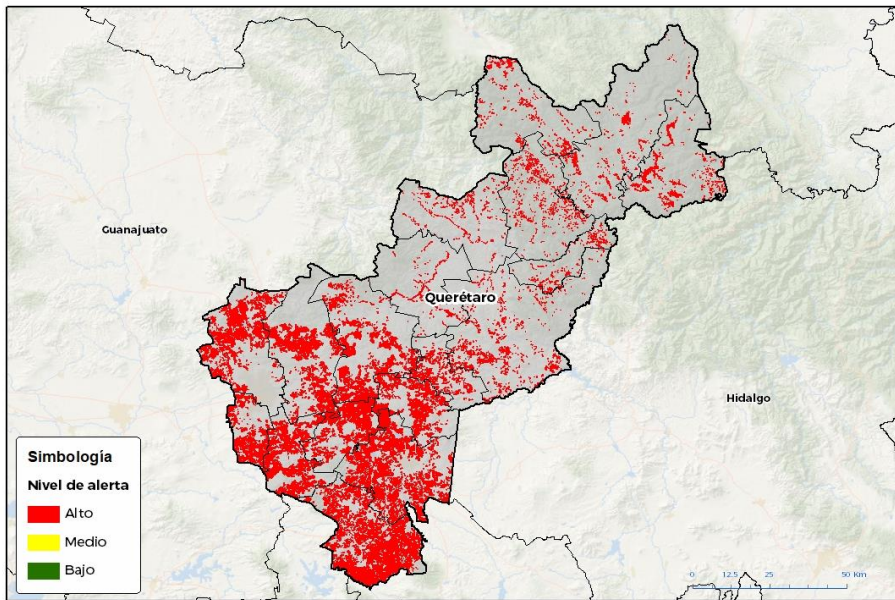 Guanajuato
Querétaro
Hidalgo
Simbología
Nivel de alerta
Alto
Medio
Bajo
0 12.5 25 50 Km